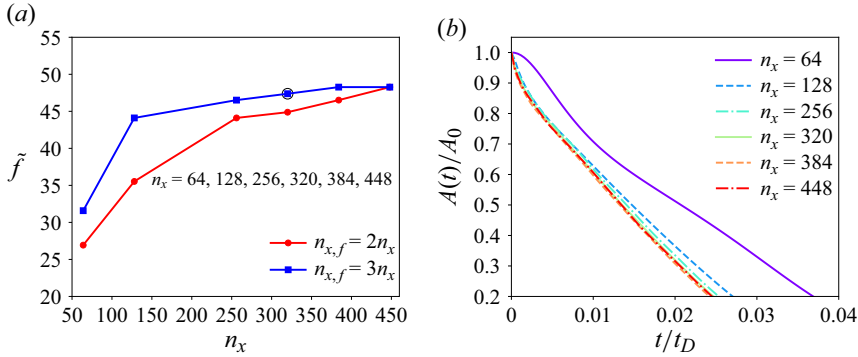 (a)
55
50
45
40
35
30
25
20
f̃
n_x = 64, 128, 256, 320, 384, 448
n_{x,f} = 2n_x
n_{x,f} = 3n_x
50 100 150 200 250 300 350 400 450
n_x
(b)
1.0
0.9
0.8
0.7
0.6
0.5
0.4
0.3
0.2
A(t)/A_0
n_x = 64
n_x = 128
n_x = 256
n_x = 320
n_x = 384
n_x = 448
0 0.01 0.02 0.03 0.04
t/t_D